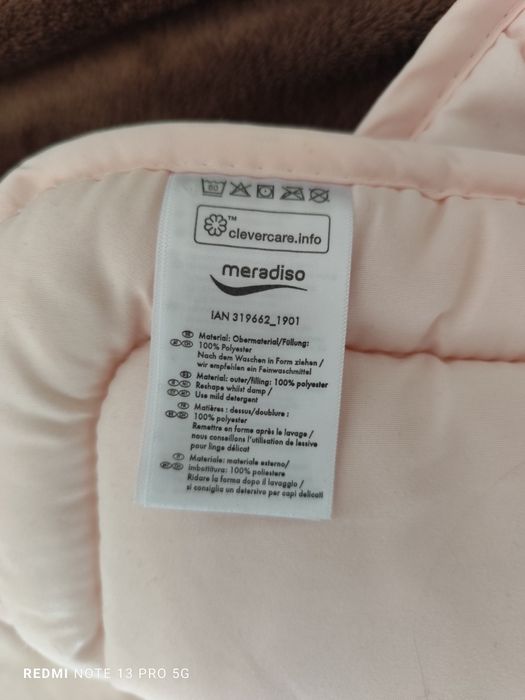 60
™
clevercare.info
meradiso
IAN 319662_1901
Material: Obermaterial/Füllung:
100% Polyester
Nach dem Waschen in Form ziehen /
wir empfehlen ein Feinwaschmittel
Material: outer/filling: 100% polyester
Reshape whilst damp /
Use mild detergent
Matières : dessus/doublure :
100% polyester
Remettre en forme après le lavage /
nous conseillons l'utilisation de lessive
pour linge délicat
Materiale: materiale esterno/
imbottitura: 100% poliestere
Ridare la forma dopo il lavaggio /
si consiglia un detersivo per capi delicati
REDMI NOTE 13 PRO 5G